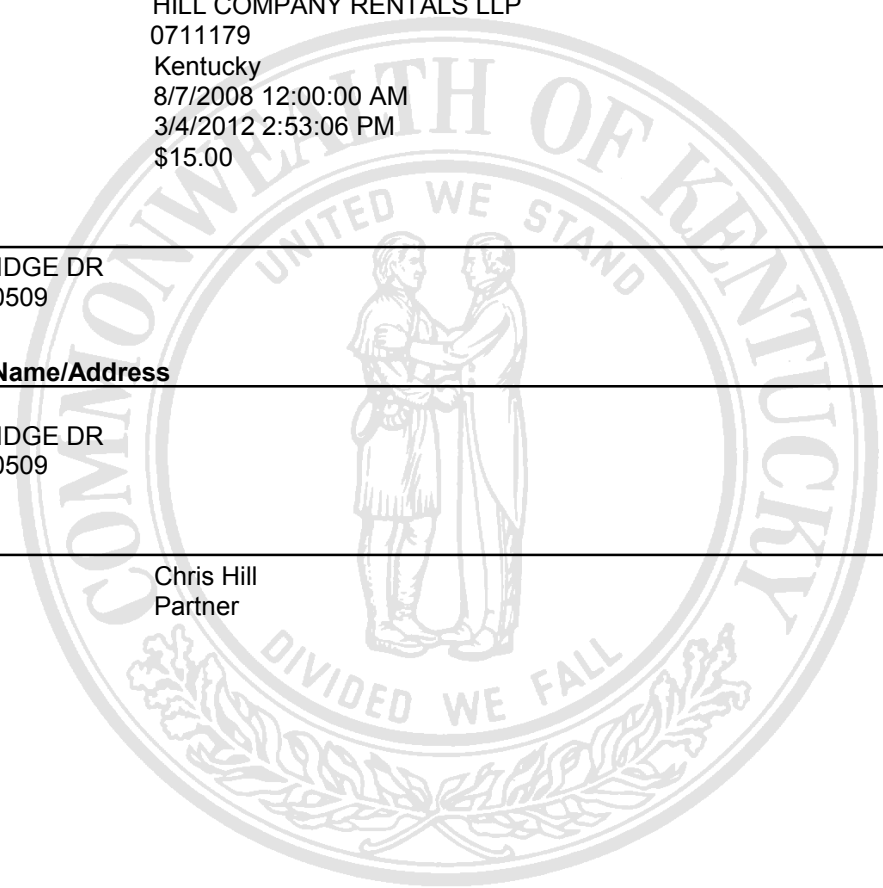 HILL COMPANY RENTALS LLP
0711179
Kentucky
8/7/2008 12:00:00 AM
3/4/2012 2:53:06 PM
$15.00
IDGE DR
0509
Name/Address
IDGE DR
0509
Chris Hill
Partner
COMMONWEALTH OF KENTUCKY
UNITED WE STAND
DIVIDED WE FALL